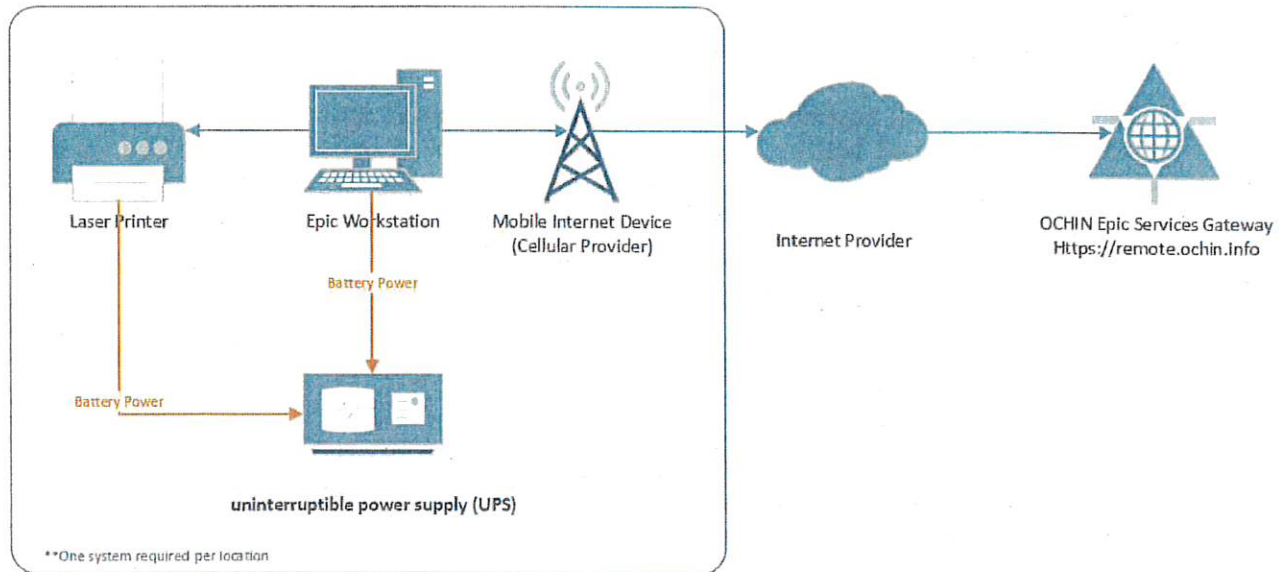 Laser Printer
Epic Workstation
Mobile Internet Device
(Cellular Provider)
Internet Provider
OCHIN Epic Services Gateway
Https://remote.ochin.info
Battery Power
Battery Power
uninterruptible power supply (UPS)
**One system required per location